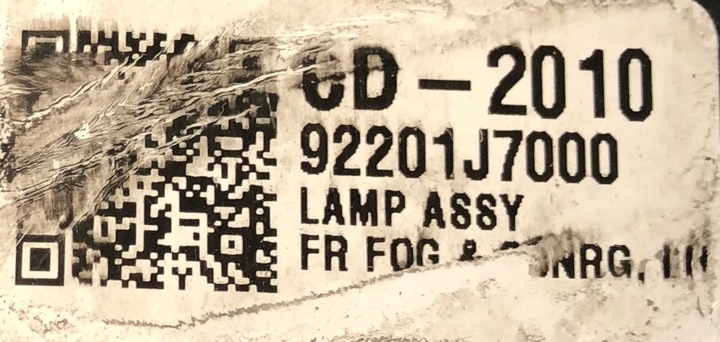 CD-2010
92201J7000
LAMP ASSY
FR FOG &